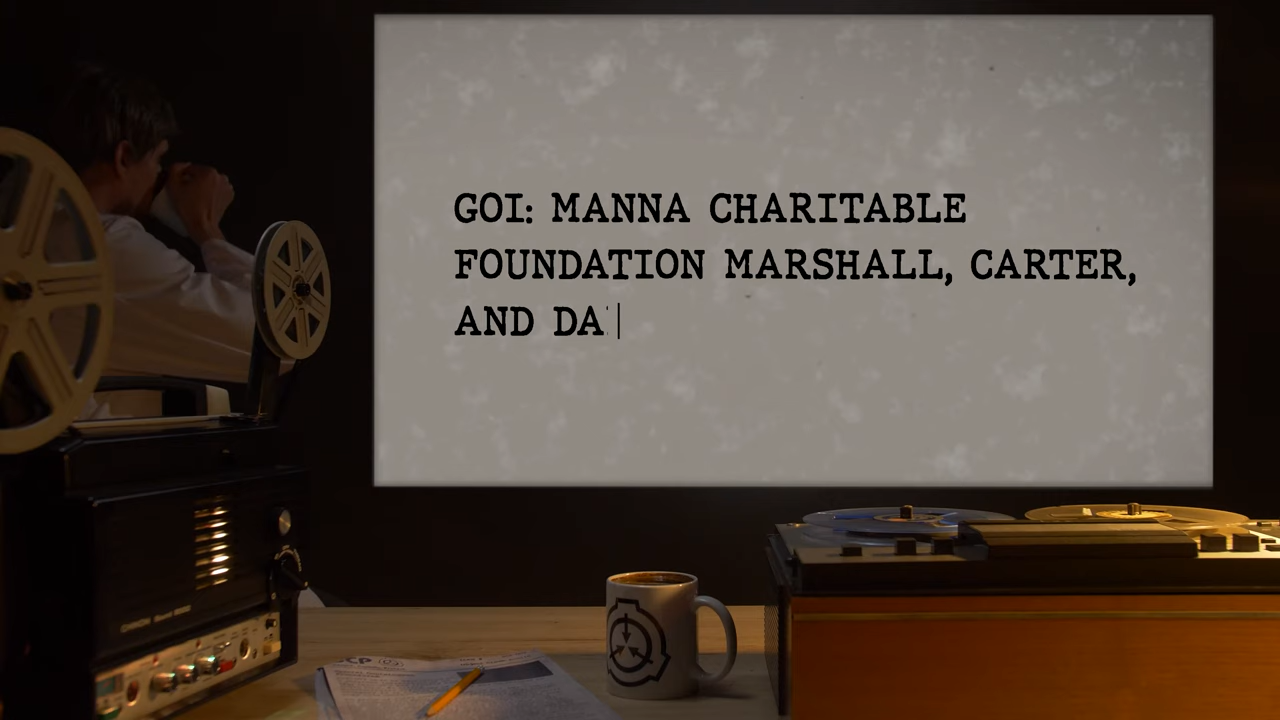 GOI: MANNA CHARITABLE
FOUNDATION MARSHALL, CARTER,
AND DA